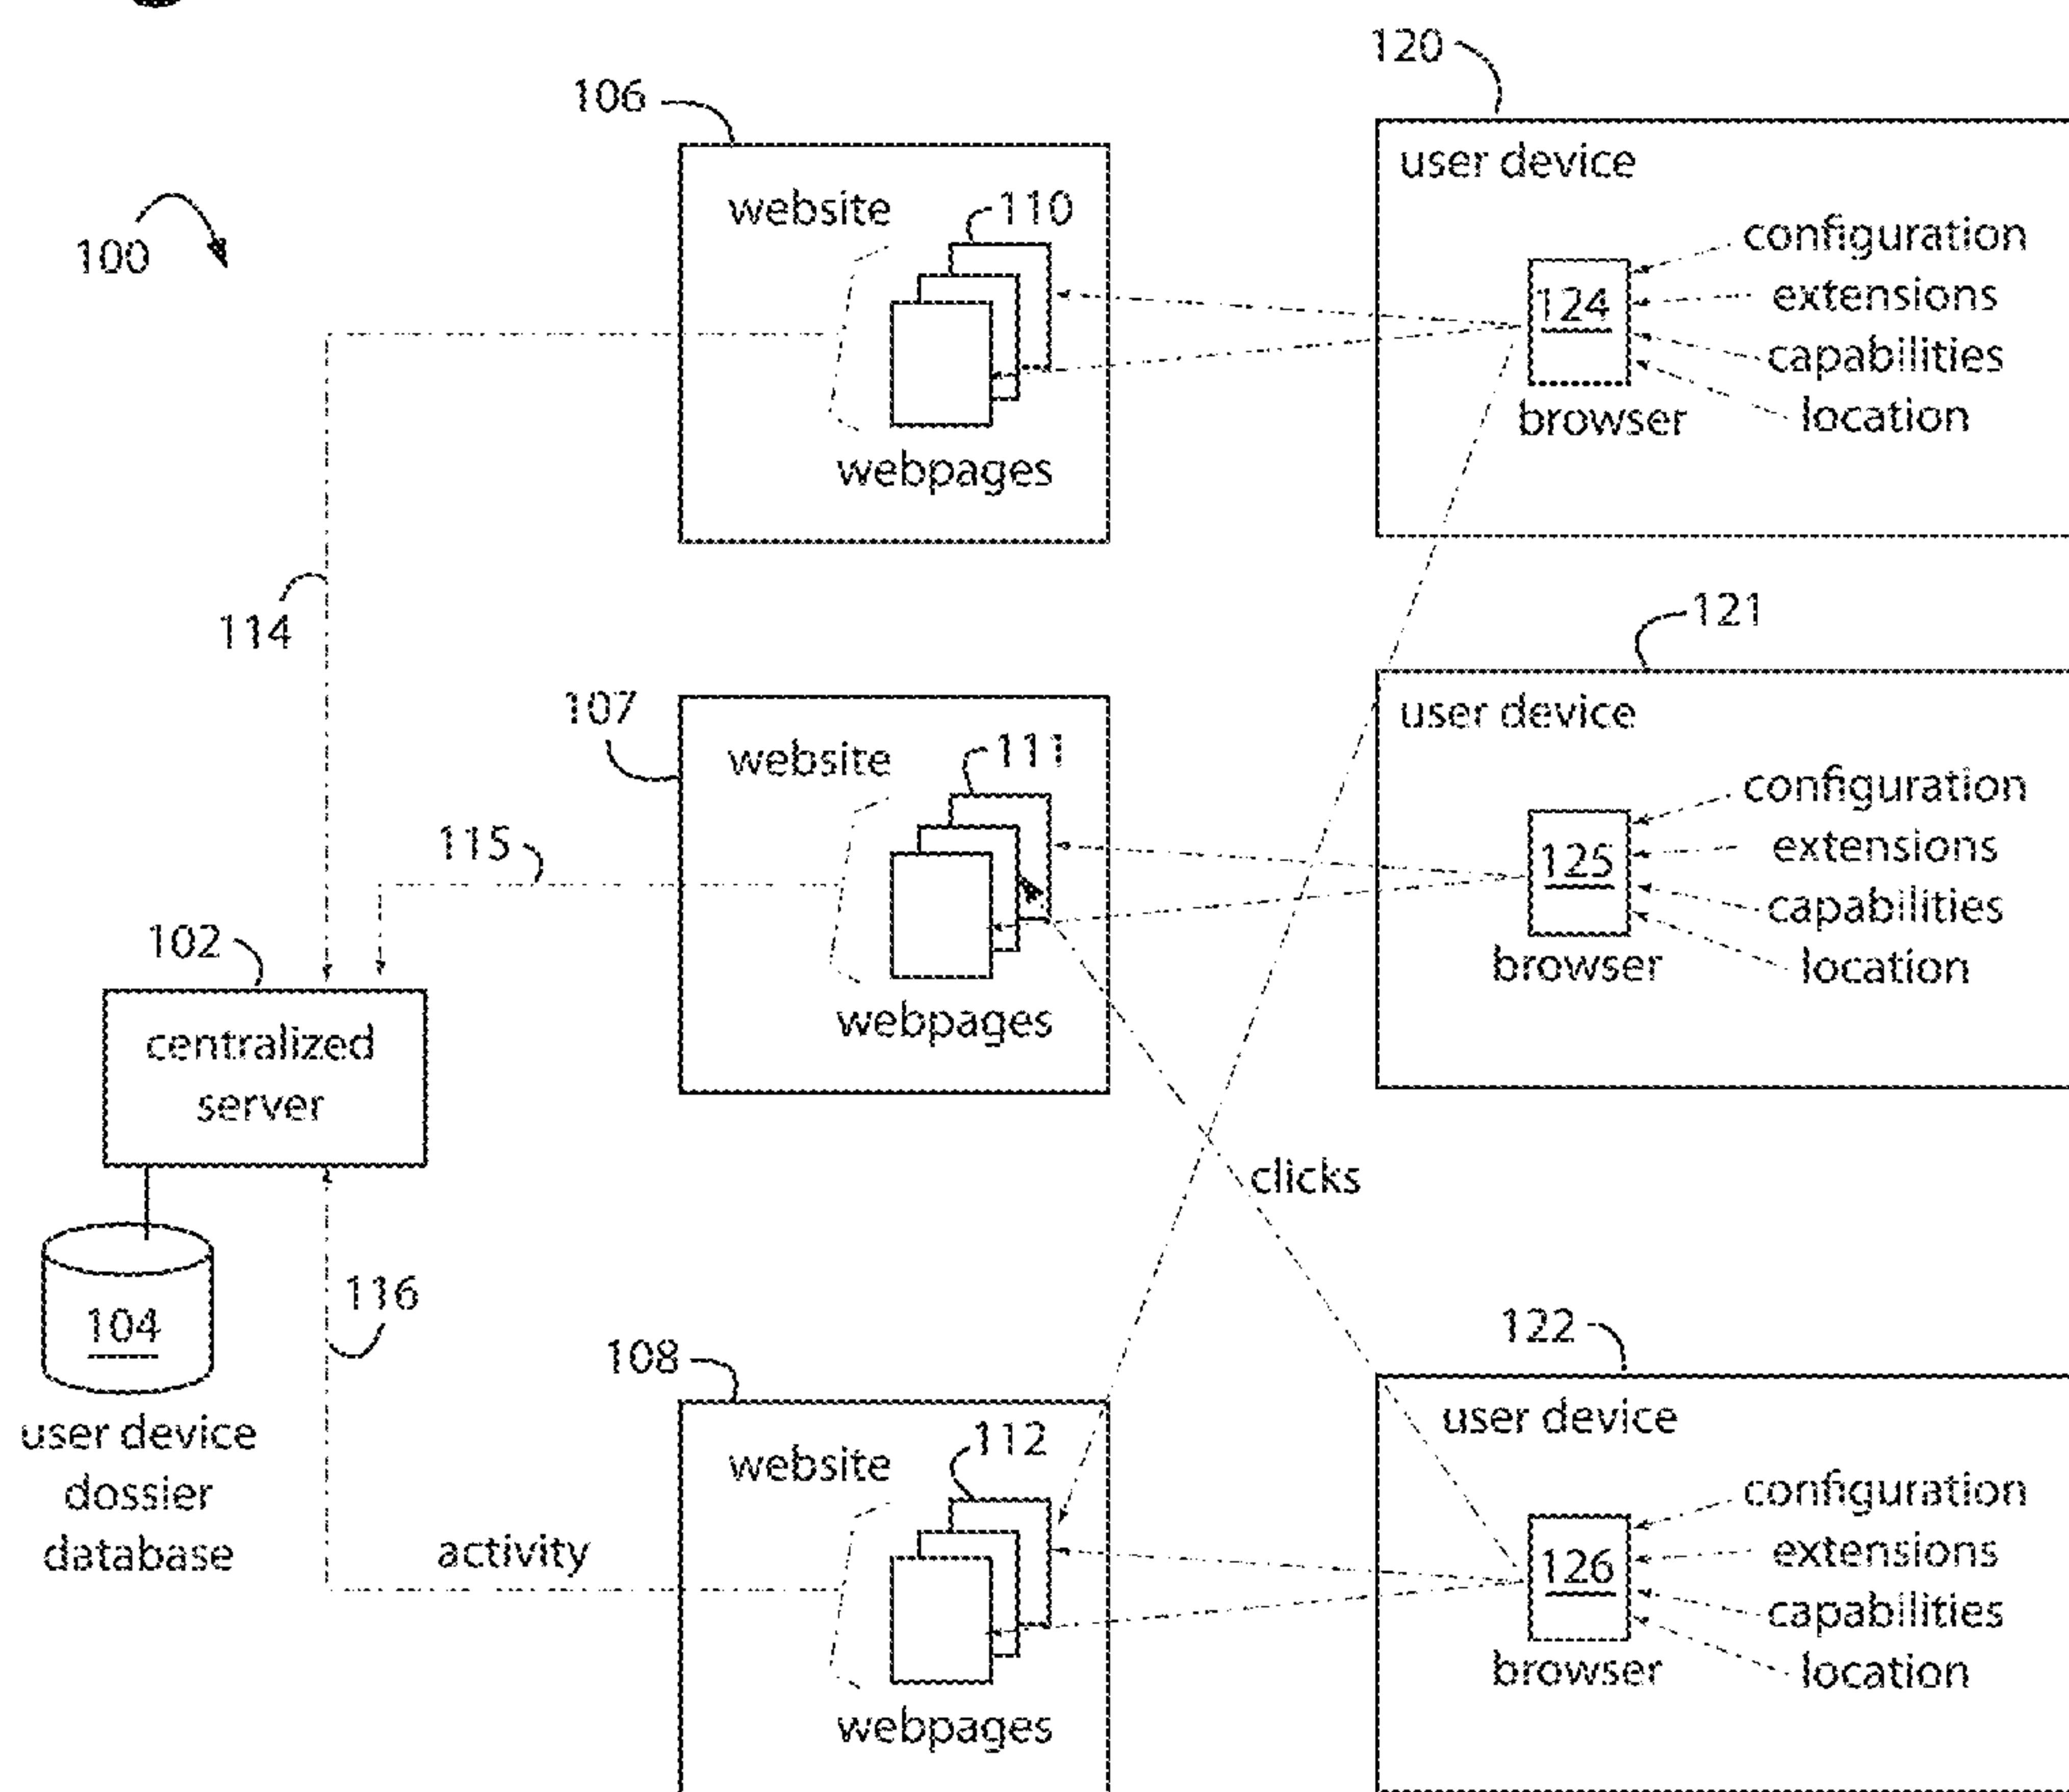 100
106
website
110
webpages
120
user device
124
browser
configuration
extensions
capabilities
location
114
107
website
111
webpages
115
121
user device
125
browser
configuration
extensions
capabilities
location
102
centralized
server
104
user device
dossier
database
116
activity
clicks
108
website
112
webpages
122
user device
126
browser
configuration
extensions
capabilities
location